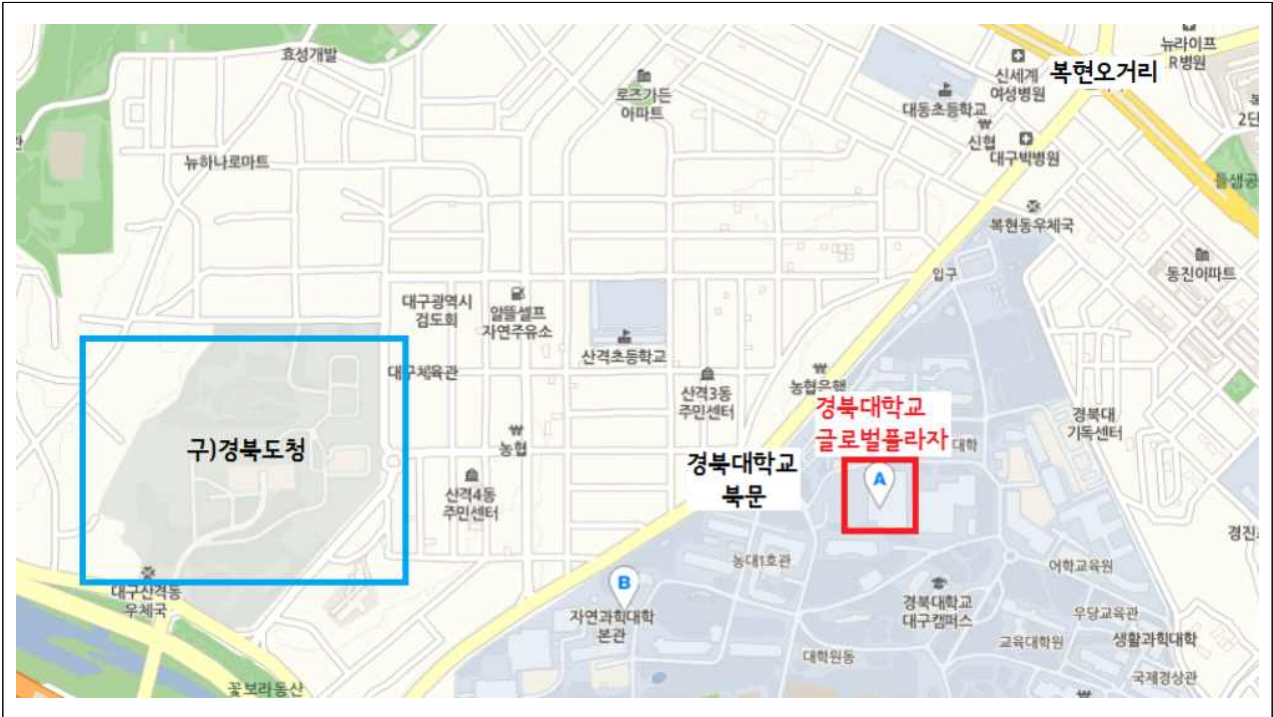 효성개발
로즈가든
아파트
신세계
여성병원
복현오거리
뉴라이프
R병원
대동초등학교
신협
대구박병원
2단
뉴하나로마트
들샘공
복현동우체국
입구
동진아파트
대구광역시
검도회
알뜰셀프
자연주유소
산격초등학교
대구체육관
산격3동
주민센터
농협은행
경북대학교
글로벌플라자
대학
경북대
기독센터
구)경북도청
농협
경북대학교
북문
A
산격4동
주민센터
경진
농대1호관
어학교육원
대구산격동
우체국
B
자연과학대학
본관
경북대학교
대구캠퍼스
우당교육관
교육대학원
생활과학대학
대학원동
국제경상관
꽃보라동산